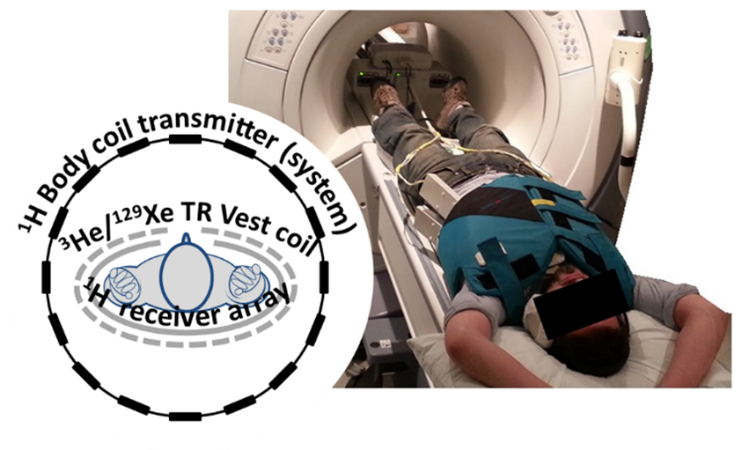 ¹H Body coil transmitter (system)
³He/¹²⁹Xe TR Vest coil
¹H receiver array